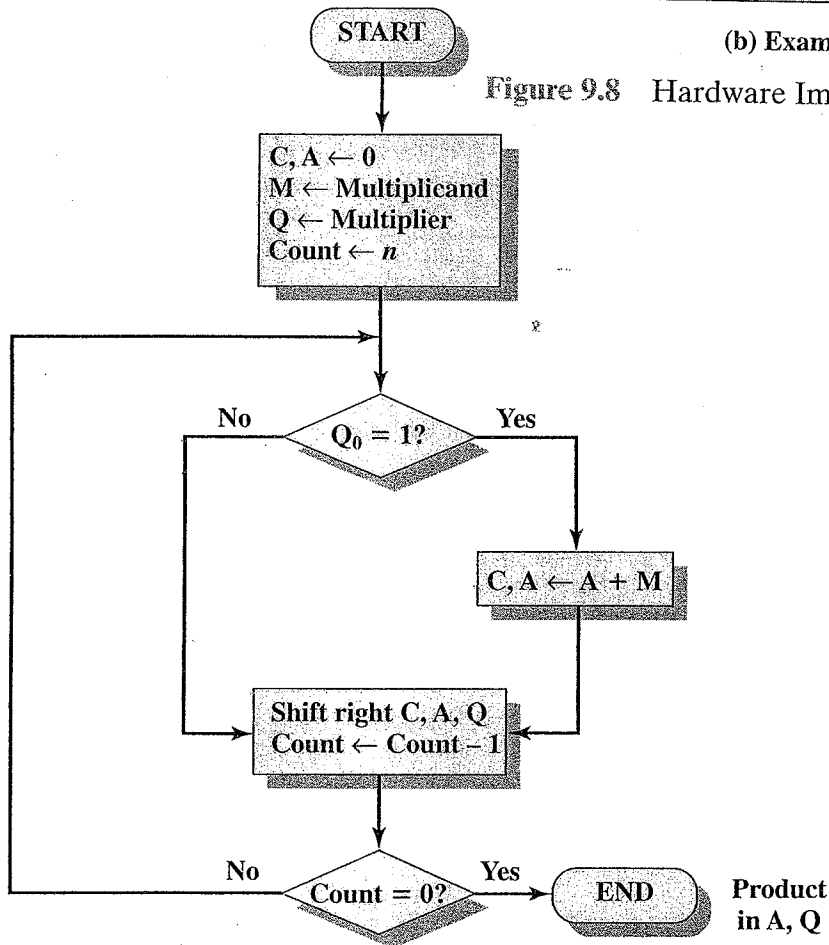 START
(b) Exam
Figure 9.8 Hardware Im
C, A ← 0
M ← Multiplicand
Q ← Multiplier
Count ← n
No
Q₀ = 1?
Yes
C, A ← A + M
Shift right C, A, Q
Count ← Count – 1
No
Count = 0?
Yes
END
Product
in A, Q